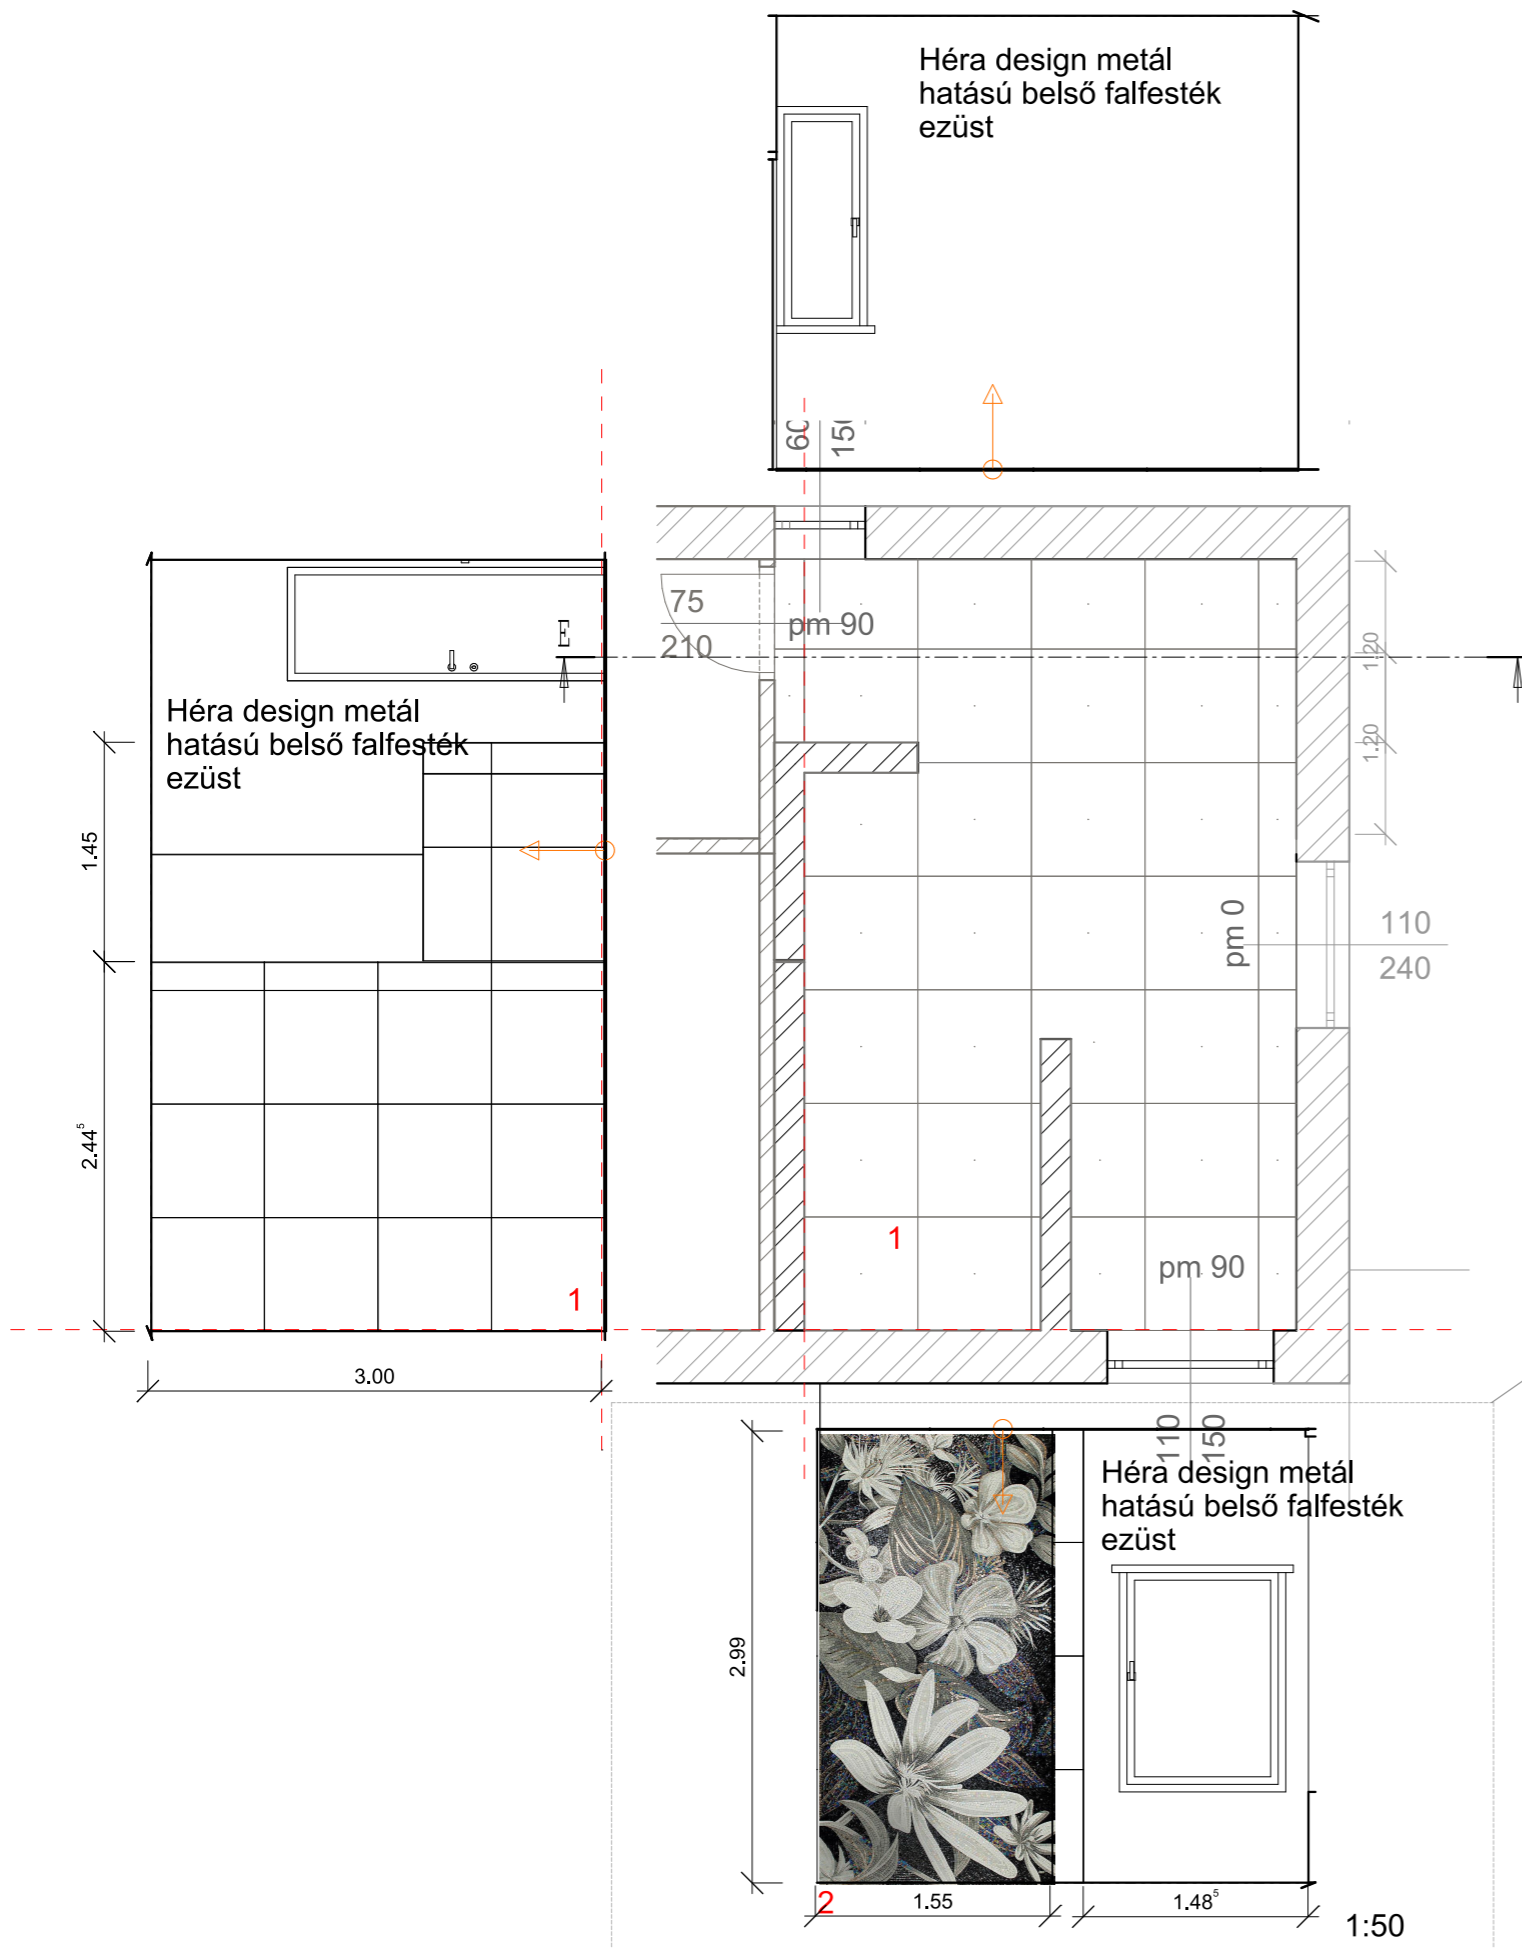 Héra design metál
hatású belső falfesték
ezüst
60
75
210
pm 90
E
Héra design metál
hatású belső falfesték
ezüst
1.20
1.20
1.45
pm 0
110
240
2.44⁵
1
1
pm 90
3.00
110
150
Héra design metál
hatású belső falfesték
ezüst
2.99
2
1.55
1.48⁵
1:50